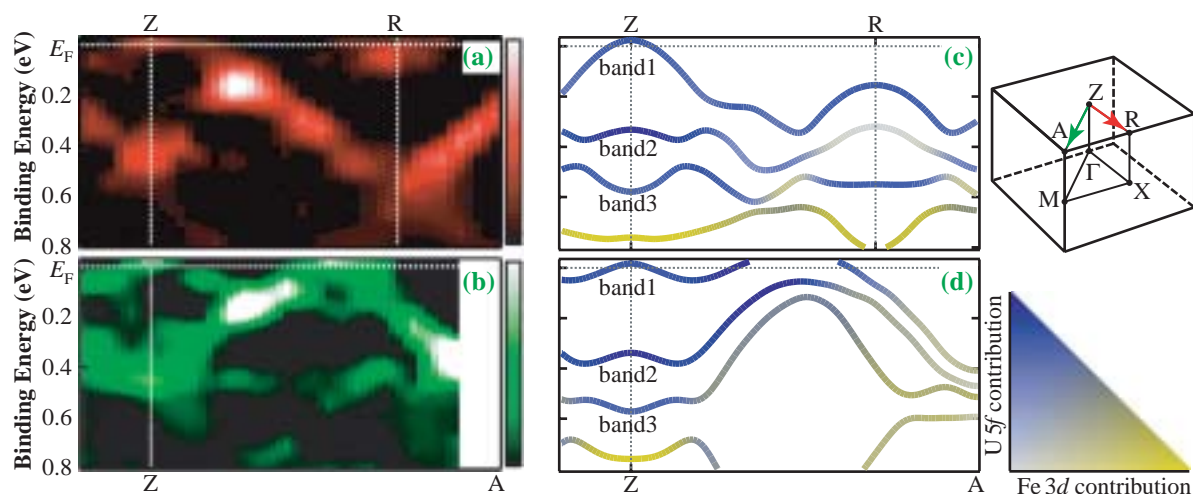 Z R
Binding Energy (eV)
E_F
0.2
0.4
0.6
0.8
(a)
Binding Energy (eV)
E_F
0.2
0.4
0.6
0.8
(b)
Z A
Z R
(c)
band1
band2
band3
(d)
band1
band2
band3
Z A
Z
A R
Γ
M X
U 5f contribution
Fe 3d contribution